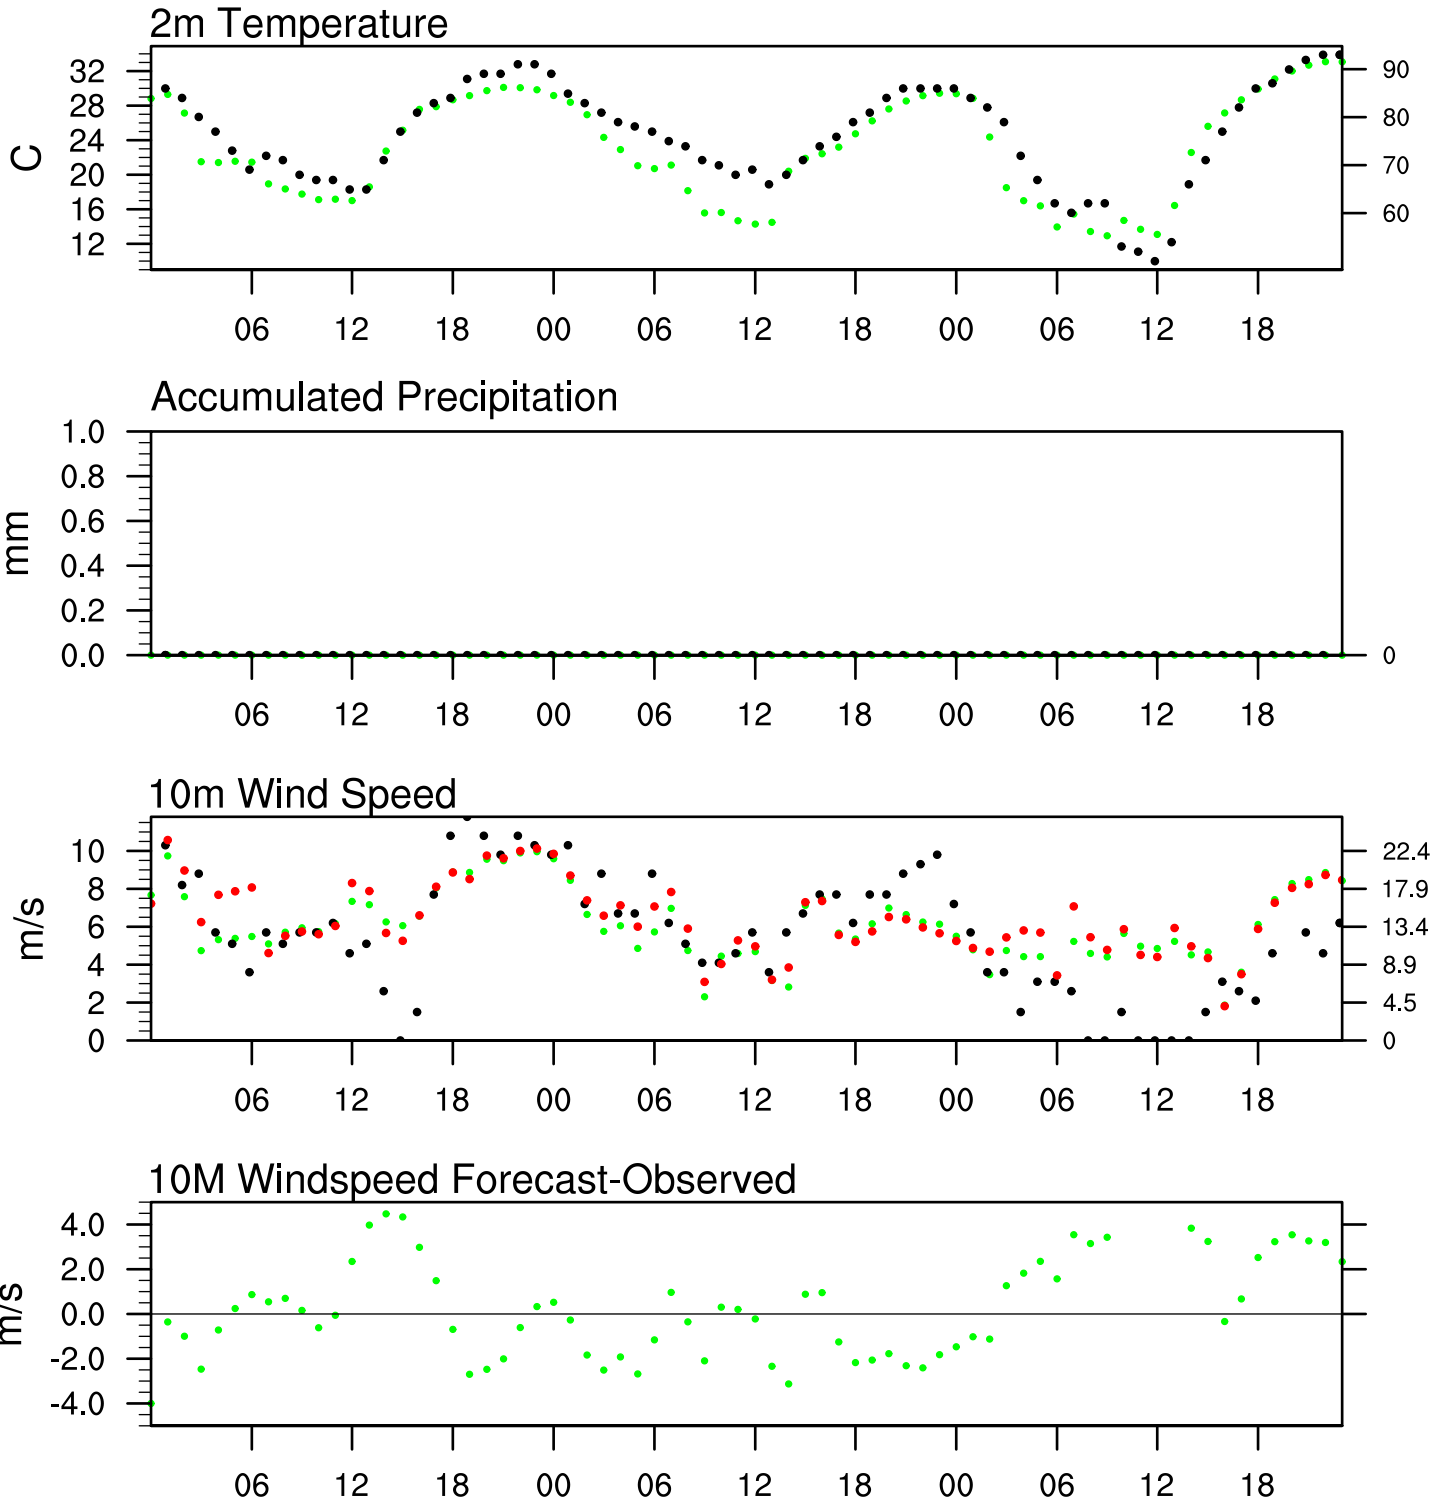 2m Temperature
32
28
24
20
16
12
C
90
80
70
60
06 12 18 00 06 12 18 00 06 12 18
Accumulated Precipitation
1.0
0.8
0.6
0.4
0.2
0.0
mm
0
06 12 18 00 06 12 18 00 06 12 18
10m Wind Speed
10
8
6
4
2
0
m/s
22.4
17.9
13.4
8.9
4.5
0
06 12 18 00 06 12 18 00 06 12 18
10M Windspeed Forecast-Observed
4.0
2.0
0.0
-2.0
-4.0
m/s
06 12 18 00 06 12 18 00 06 12 18